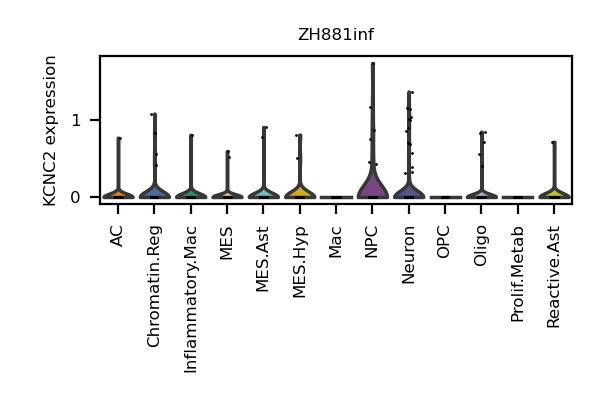 ZH881inf
KCNC2 expression
1
0
AC
Chromatin.Reg
Inflammatory.Mac
MES
MES.Ast
MES.Hyp
Mac
NPC
Neuron
OPC
Oligo
Prolif.Metab
Reactive.Ast